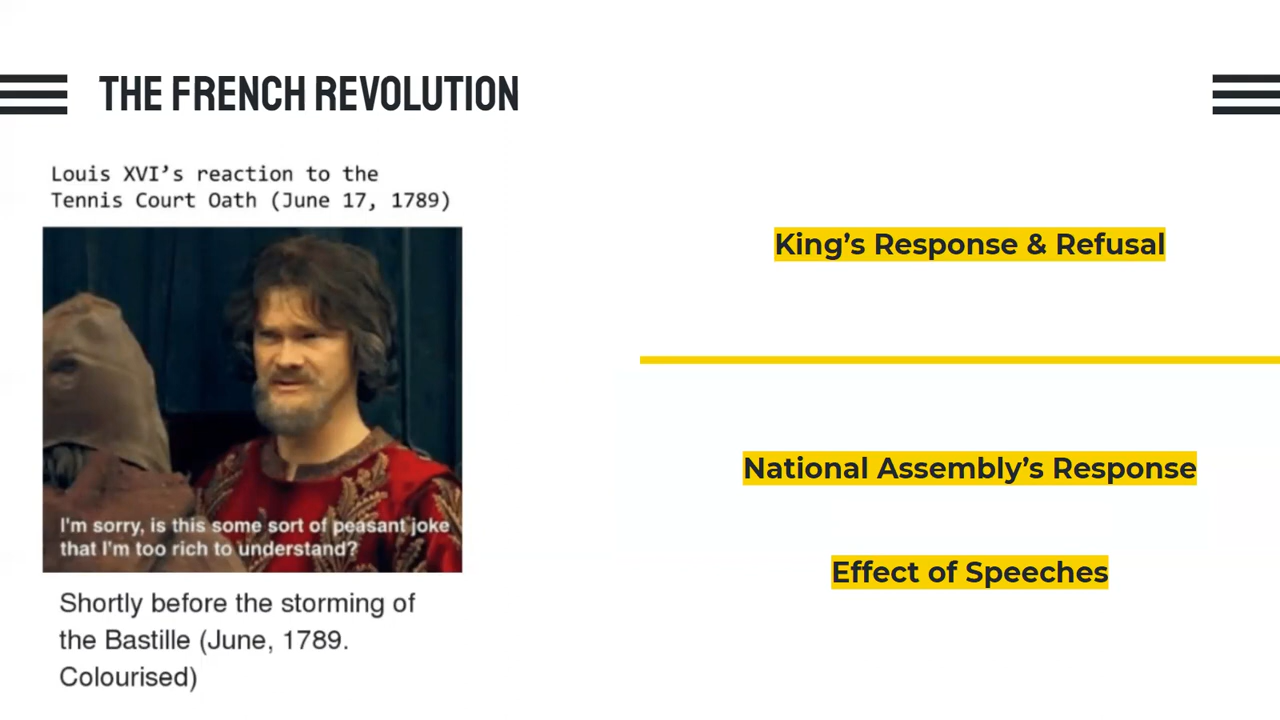 THE FRENCH REVOLUTION
Louis XVI’s reaction to the
Tennis Court Oath (June 17, 1789)
I'm sorry, is this some sort of peasant joke
that I'm too rich to understand?
Shortly before the storming of
the Bastille (June, 1789.
Colourised)
King’s Response & Refusal
National Assembly’s Response
Effect of Speeches